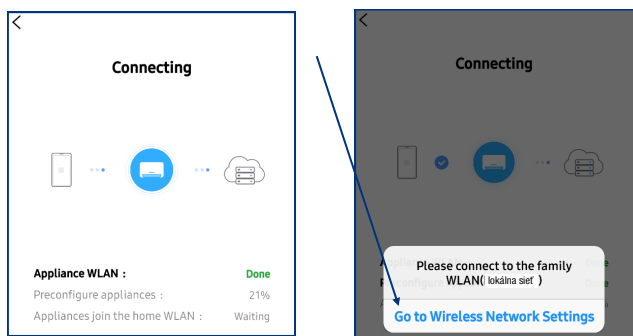 Connecting
Appliance WLAN :
Done
Preconfigure appliances :
21%
Appliances join the home WLAN :
Waiting
Connecting
Please connect to the family
WLAN( lokálna sieť )
Go to Wireless Network Settings